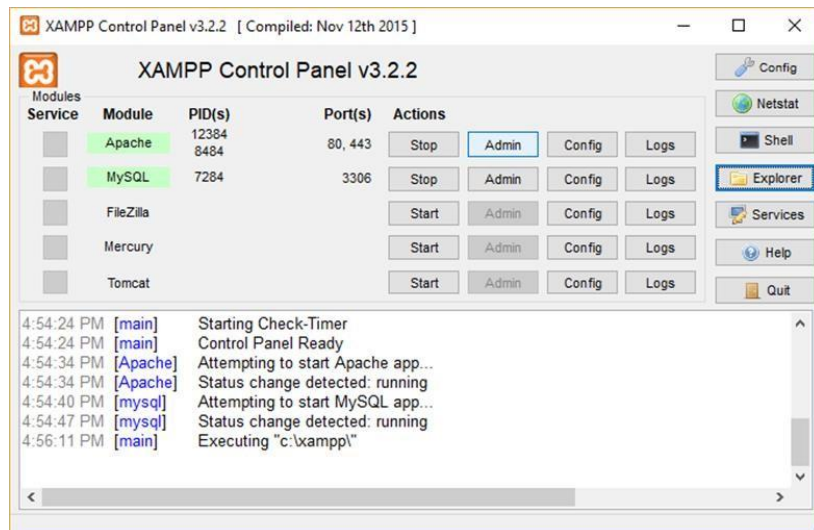 XAMPP Control Panel v3.2.2 [ Compiled: Nov 12th 2015 ]
XAMPP Control Panel v3.2.2
Config
Modules
Service Module PID(s) Port(s) Actions
Netstat
Apache 12384 8484 80, 443 Stop Admin Config Logs
Shell
MySQL 7284 3306 Stop Admin Config Logs
Explorer
FileZilla Start Admin Config Logs
Services
Mercury Start Admin Config Logs
Help
Tomcat Start Admin Config Logs
Quit
4:54:24 PM [main] Starting Check-Timer
4:54:24 PM [main] Control Panel Ready
4:54:34 PM [Apache] Attempting to start Apache app...
4:54:34 PM [Apache] Status change detected: running
4:54:40 PM [mysql] Attempting to start MySQL app...
4:54:47 PM [mysql] Status change detected: running
4:56:11 PM [main] Executing "c:\xampp\"